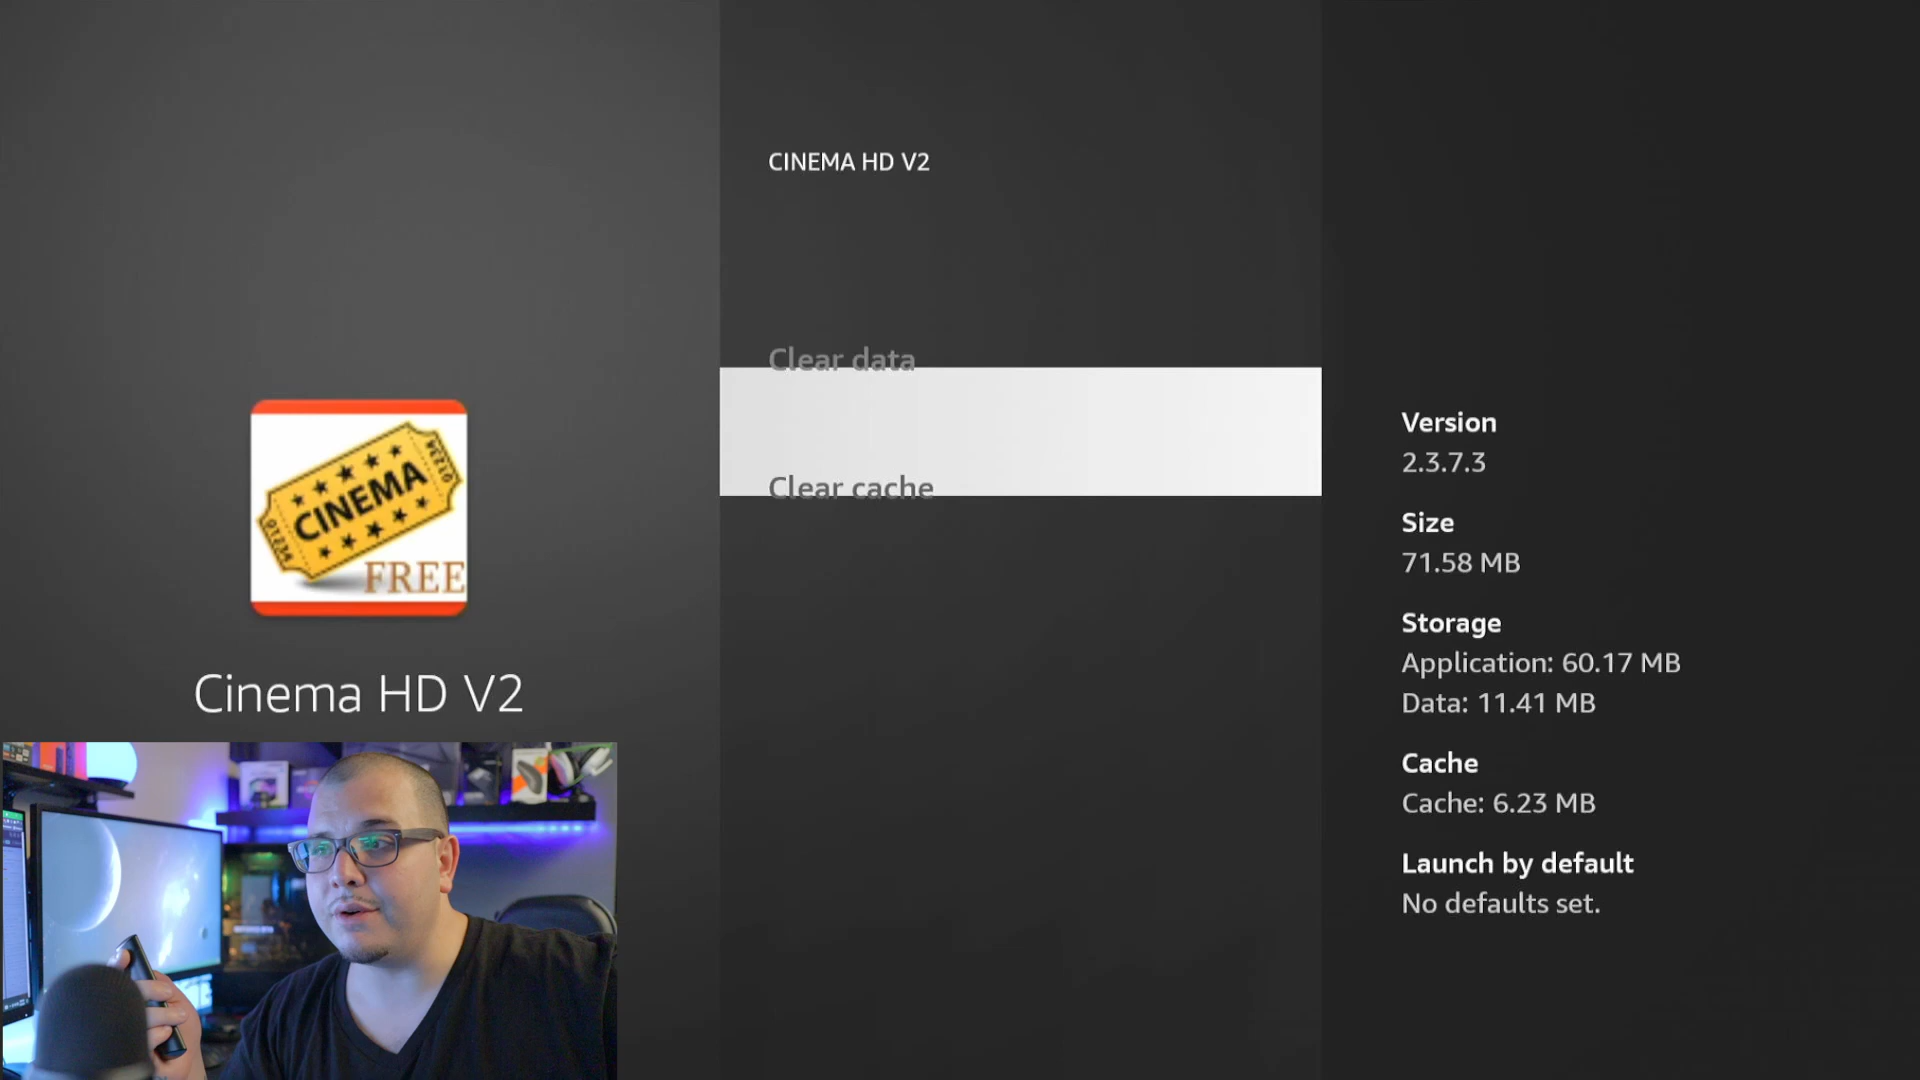 CINEMA HD V2
Clear data
Clear cache
CINEMA
01234
01234
FREE
Cinema HD V2
Version
2.3.7.3
Size
71.58 MB
Storage
Application: 60.17 MB
Data: 11.41 MB
Cache
Cache: 6.23 MB
Launch by default
No defaults set.